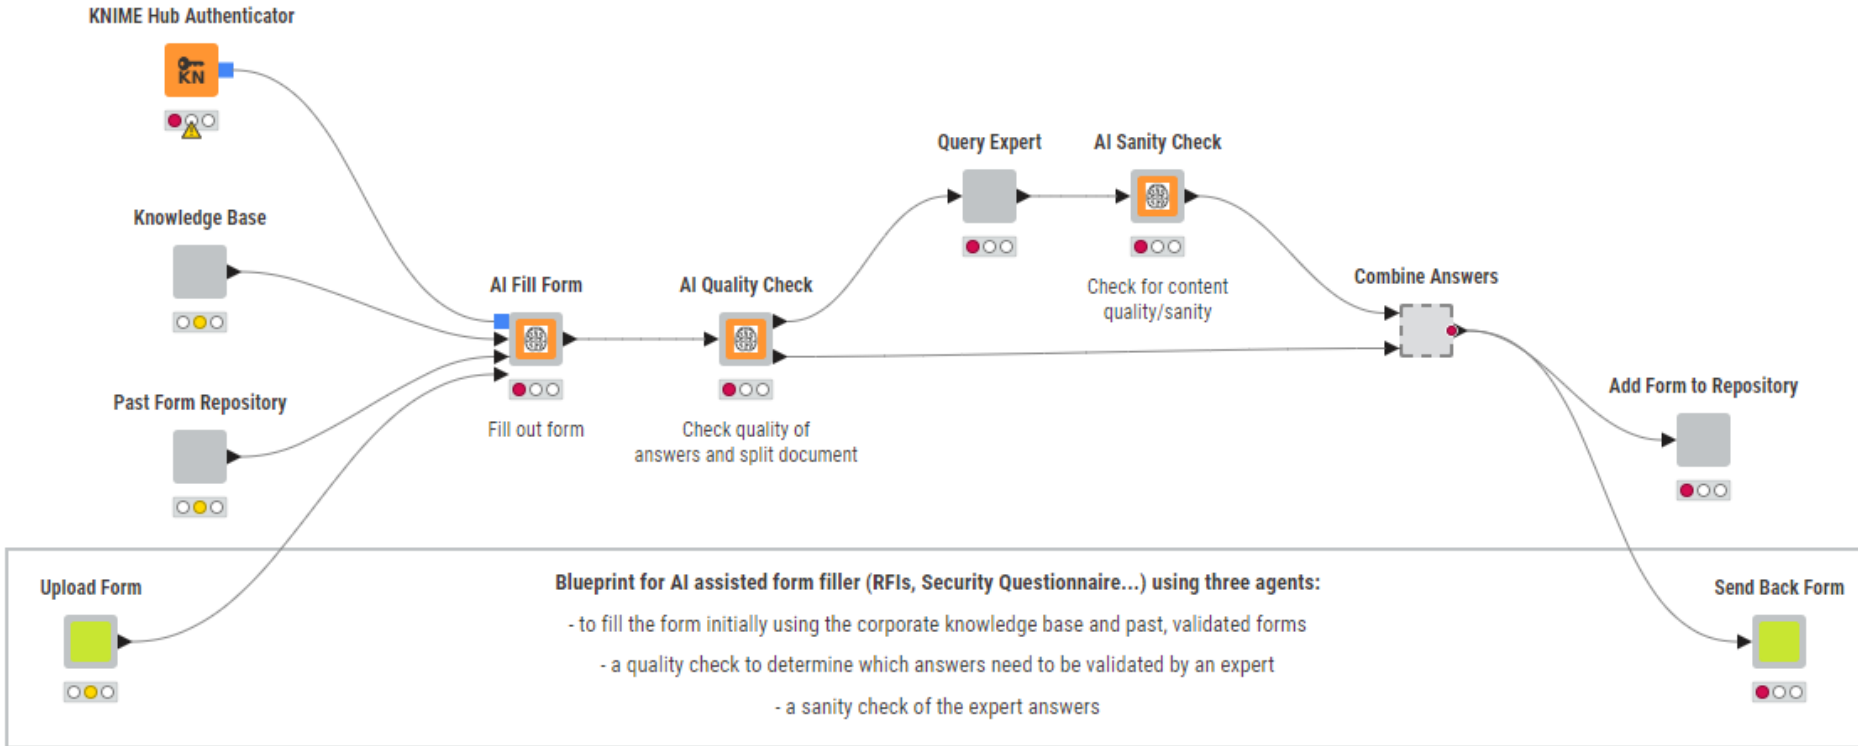 KNIME Hub Authenticator
KN
Query Expert
AI Sanity Check
Knowledge Base
Check for content
quality/sanity
Combine Answers
AI Fill Form
AI Quality Check
Past Form Repository
Fill out form
Check quality of
answers and split document
Add Form to Repository
Upload Form
Blueprint for AI assisted form filler (RFIs, Security Questionnaire...) using three agents:
- to fill the form initially using the corporate knowledge base and past, validated forms
- a quality check to determine which answers need to be validated by an expert
- a sanity check of the expert answers
Send Back Form